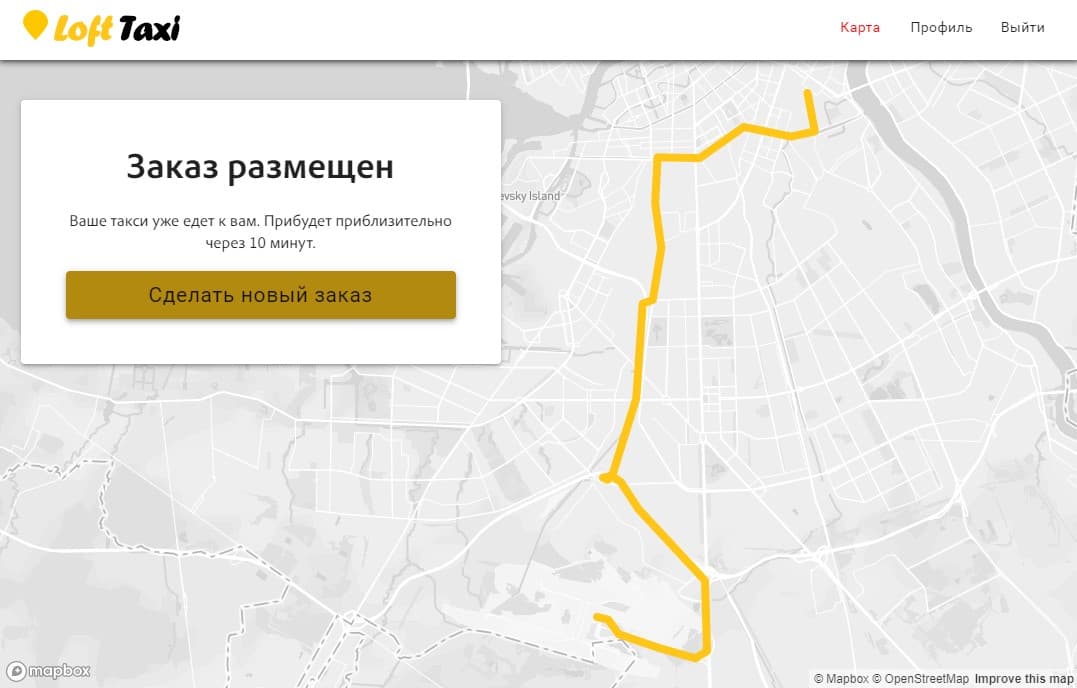 Loft Taxi
Карта Профиль Выйти
Заказ размещен
evsky Island
Ваше такси уже едет к вам. Прибудет приблизительно
через 10 минут.
Сделать новый заказ
mapbox
© Mapbox © OpenStreetMap Improve this map